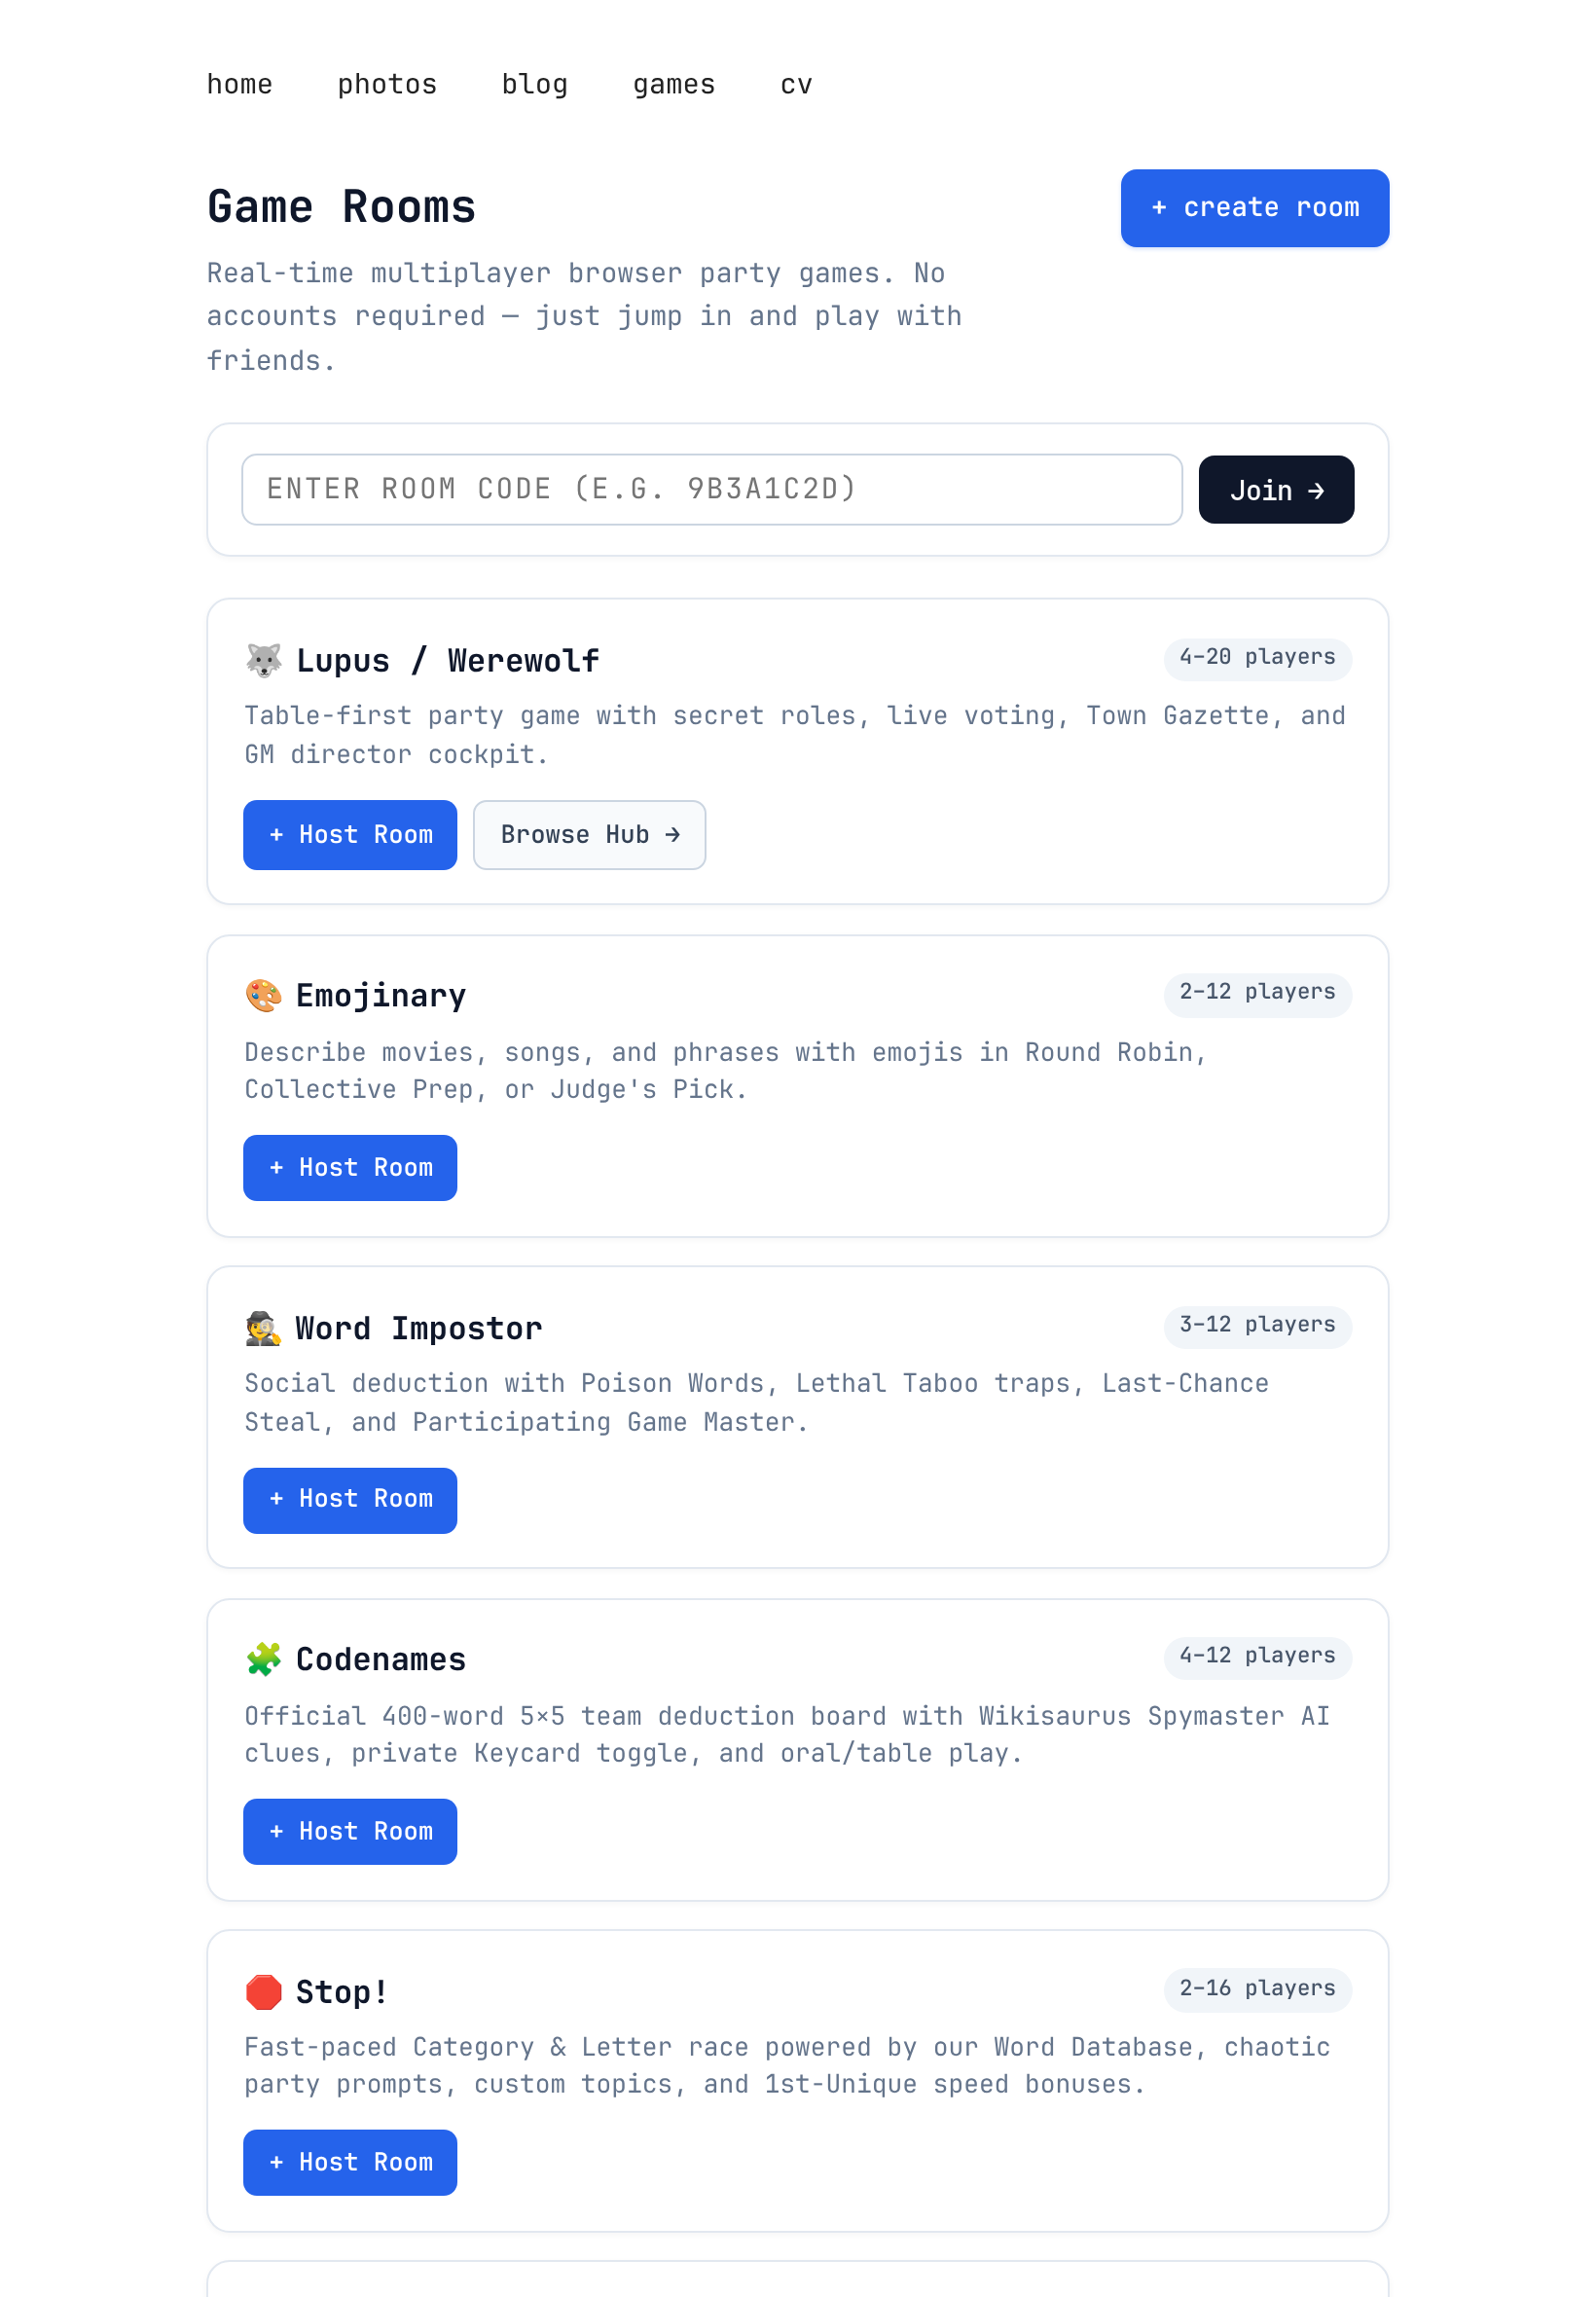 home photos blog games cv
Game Rooms
+ create room
Real-time multiplayer browser party games. No
accounts required — just jump in and play with
friends.
ENTER ROOM CODE (E.G. 9B3A1C2D)
Join →
Lupus / Werewolf
4–20 players
Table-first party game with secret roles, live voting, Town Gazette, and
GM director cockpit.
+ Host Room
Browse Hub →
Emojinary
2–12 players
Describe movies, songs, and phrases with emojis in Round Robin,
Collective Prep, or Judge's Pick.
+ Host Room
Word Impostor
3–12 players
Social deduction with Poison Words, Lethal Taboo traps, Last-Chance
Steal, and Participating Game Master.
+ Host Room
Codenames
4–12 players
Official 400-word 5×5 team deduction board with Wikisaurus Spymaster AI
clues, private Keycard toggle, and oral/table play.
+ Host Room
Stop!
2–16 players
Fast-paced Category & Letter race powered by our Word Database, chaotic
party prompts, custom topics, and 1st-Unique speed bonuses.
+ Host Room